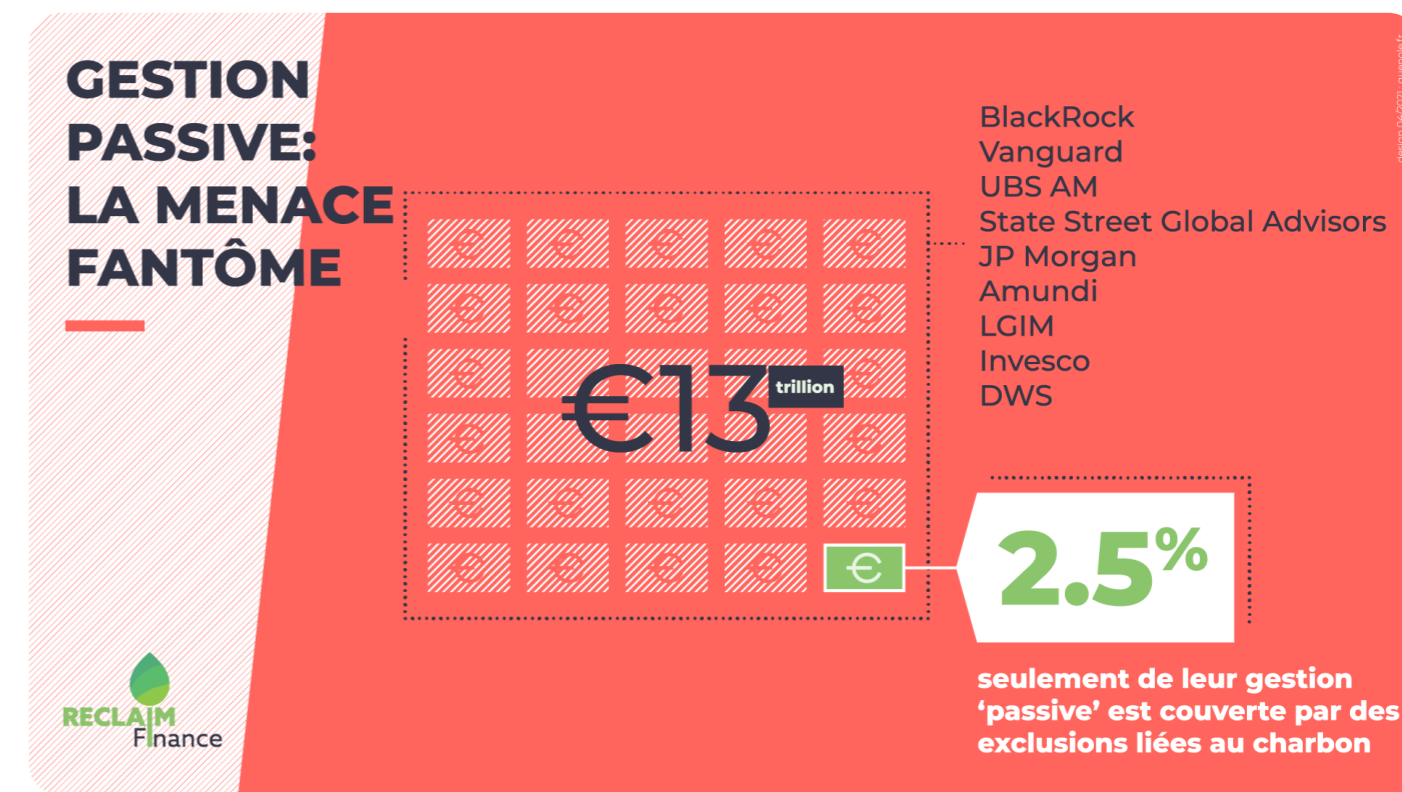 GESTION
PASSIVE:
LA MENACE
FANTÔME
€13 trillion
BlackRock
Vanguard
UBS AM
State Street Global Advisors
JP Morgan
Amundi
LGIM
Invesco
DWS
2.5%
seulement de leur gestion
‘passive’ est couverte par des
exclusions liées au charbon
RECLAIM
Finance